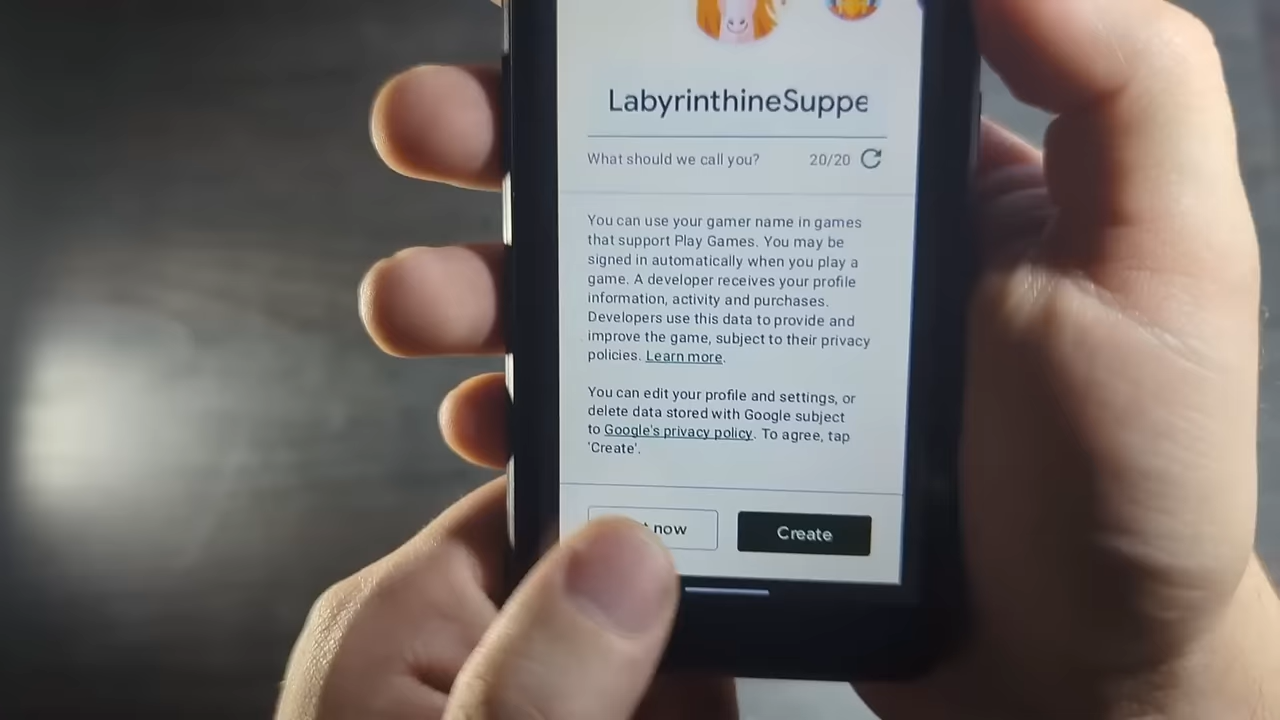 LabyrinthineSuppe
What should we call you? 20/20
You can use your gamer name in games
that support Play Games. You may be
signed in automatically when you play a
game. A developer receives your profile
information, activity and purchases.
Developers use this data to provide and
improve the game, subject to their privacy
policies. Learn more.
You can edit your profile and settings, or
delete data stored with Google subject
to Google's privacy policy. To agree, tap
'Create'.
now Create